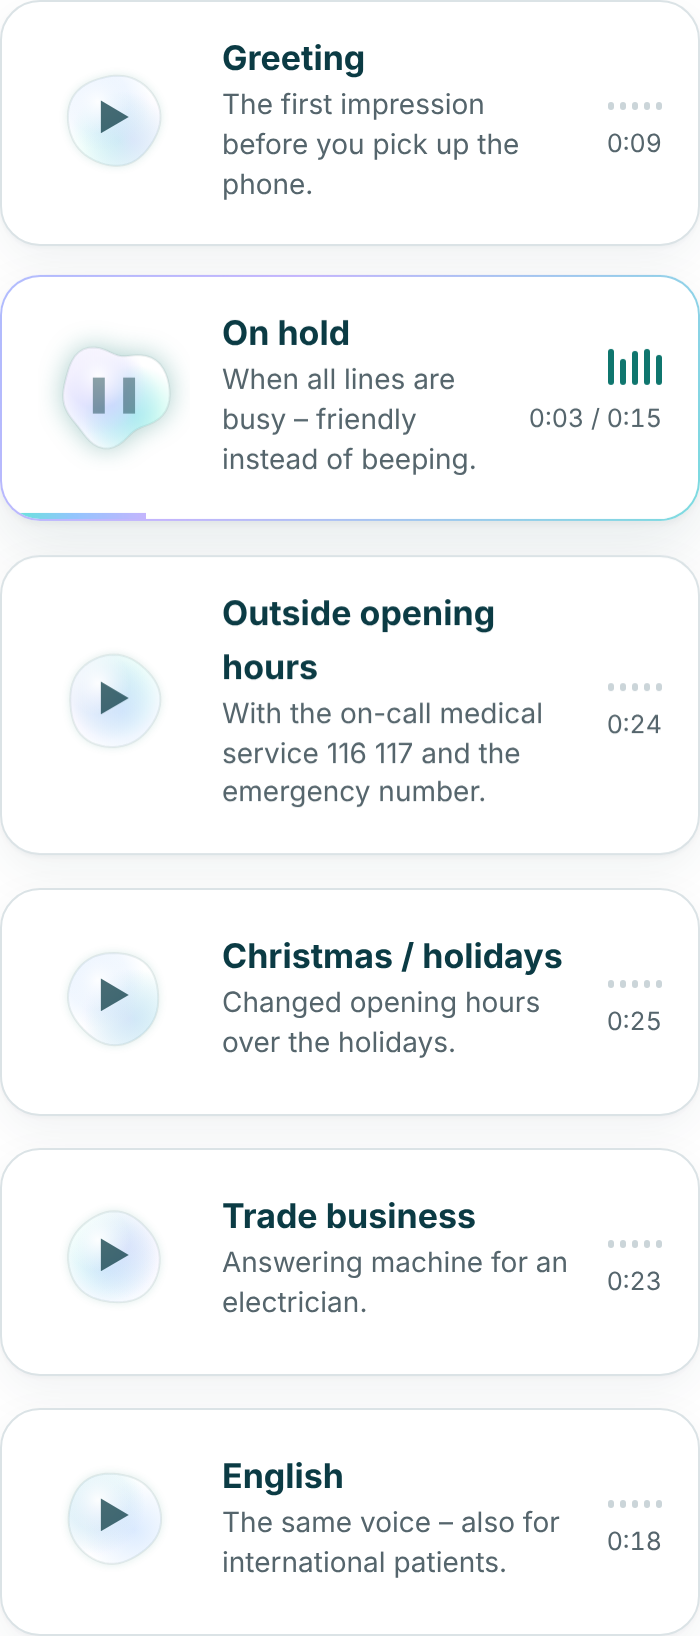 Greeting
The first impression
before you pick up the
phone.
0:09
On hold
When all lines are
busy – friendly
instead of beeping.
0:03 / 0:15
Outside opening
hours
With the on-call medical
service 116 117 and the
emergency number.
0:24
Christmas / holidays
Changed opening hours
over the holidays.
0:25
Trade business
Answering machine for an
electrician.
0:23
English
The same voice – also for
international patients.
0:18